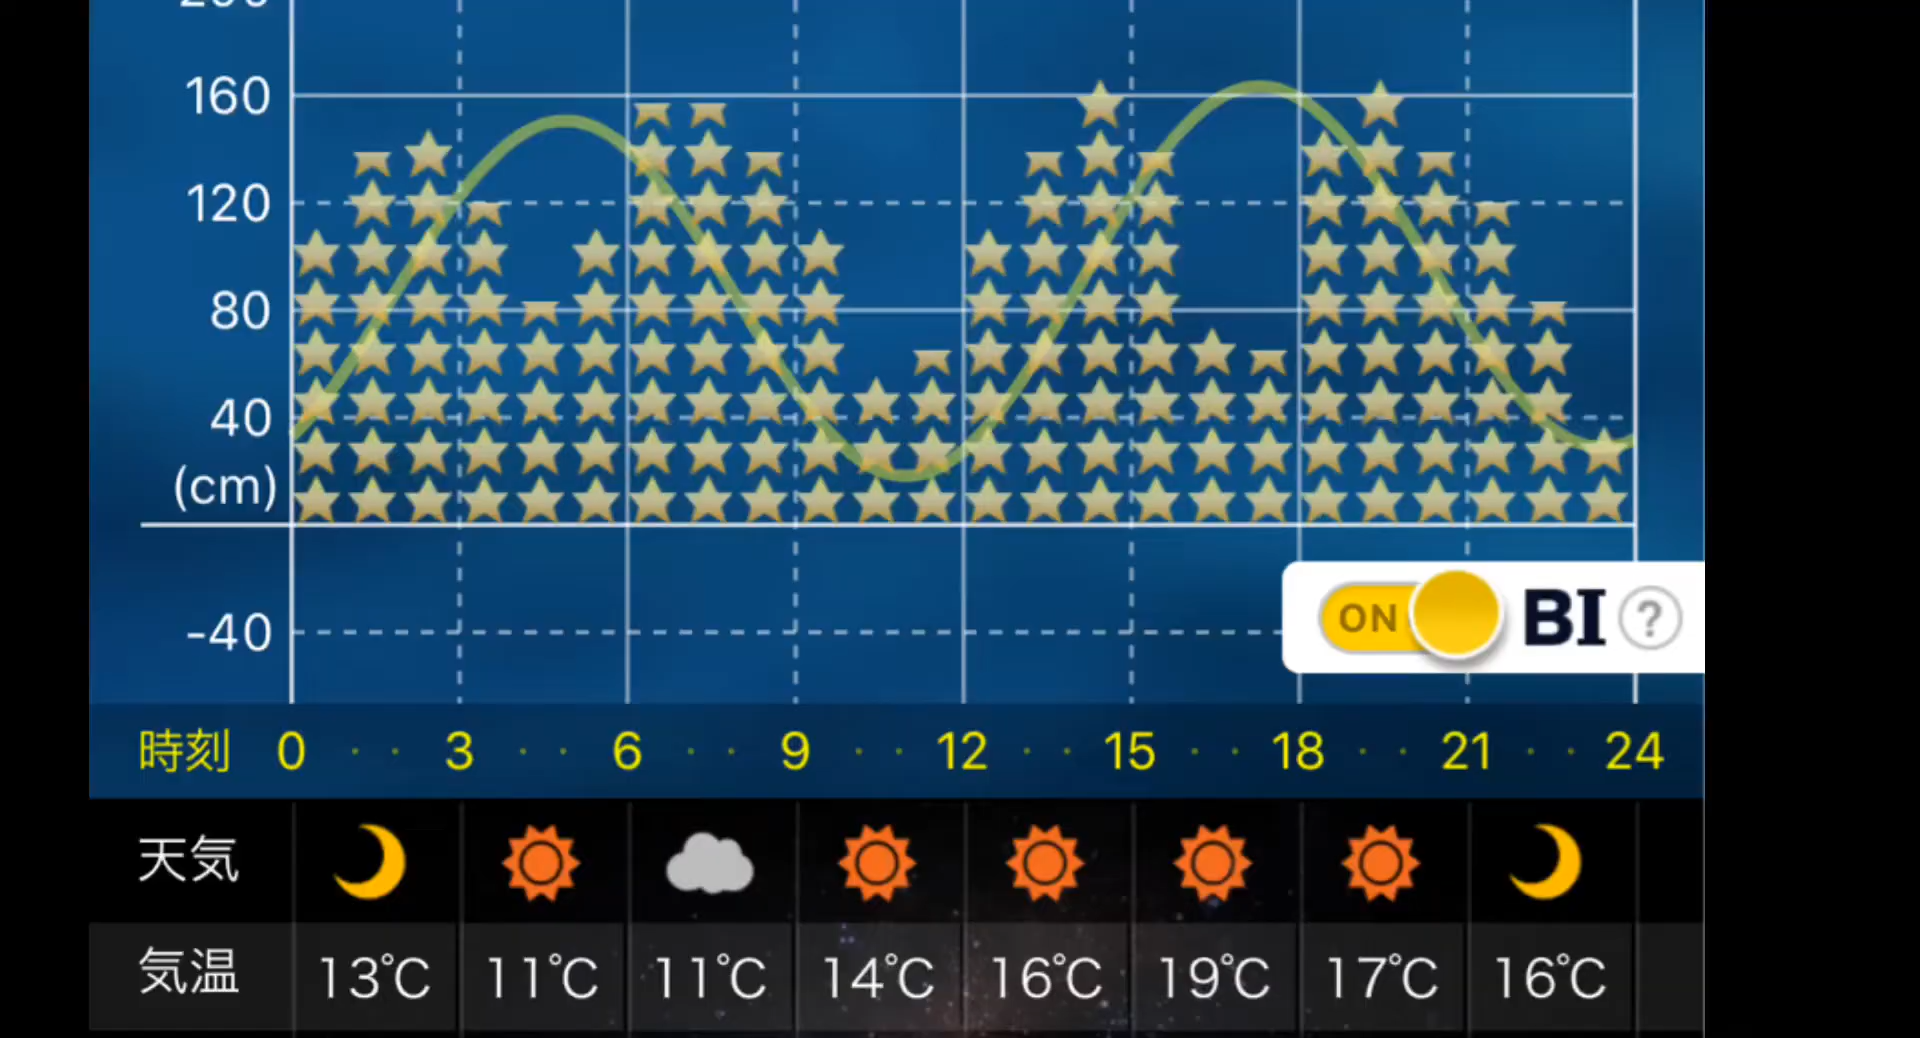 200
160
120
80
40
(cm)
-40
ON BI ?
時刻 0 · · 3 · · 6 · · 9 · · 12 · · 15 · · 18 · · 21 · · 24
天気
気温 13℃ 11℃ 11℃ 14℃ 16℃ 19℃ 17℃ 16℃